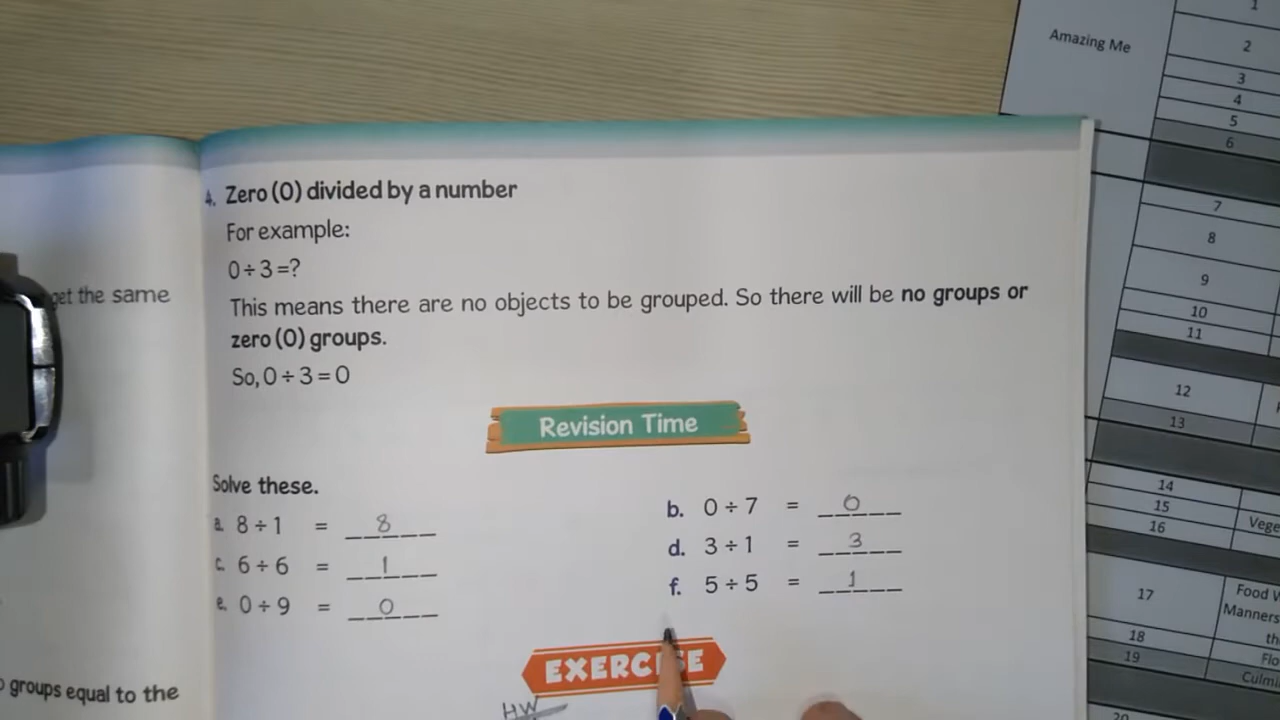 4. Zero (0) divided by a number
For example:
0 ÷ 3 =?
This means there are no objects to be grouped. So there will be no groups or
zero (0) groups.
So, 0 ÷ 3 = 0
get the same
groups equal to the
Revision Time
Solve these.
a. 8 ÷ 1 = 8
b. 0 ÷ 7 = 0
c. 6 ÷ 6 = 1
d. 3 ÷ 1 = 3
e. 0 ÷ 9 = 0
f. 5 ÷ 5 = 1
EXERCISE
HW
Amazing Me
1
2
3
4
5
6
7
8
9
10
11
12
13
14
15
16
17
Food
Manners
18
19
20